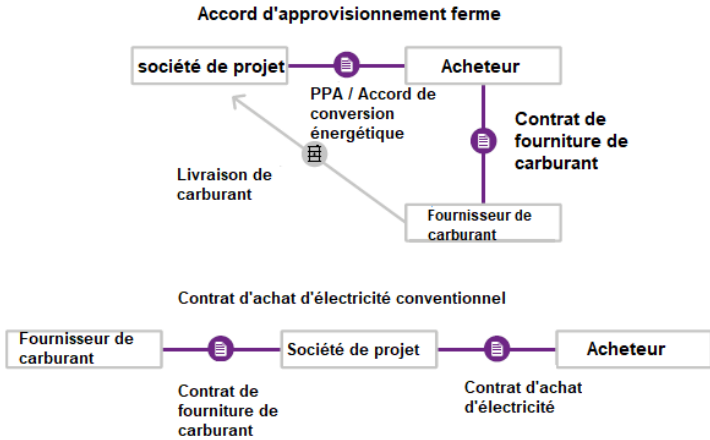 Accord d'approvisionnement ferme
société de projet
Acheteur
PPA / Accord de
conversion
énergétique
Contrat de
fourniture de
carburant
Livraison de
carburant
Fournisseur de
carburant
Contrat d'achat d'électricité conventionnel
Fournisseur de
carburant
Société de projet
Acheteur
Contrat de
fourniture de
carburant
Contrat d'achat
d'électricité